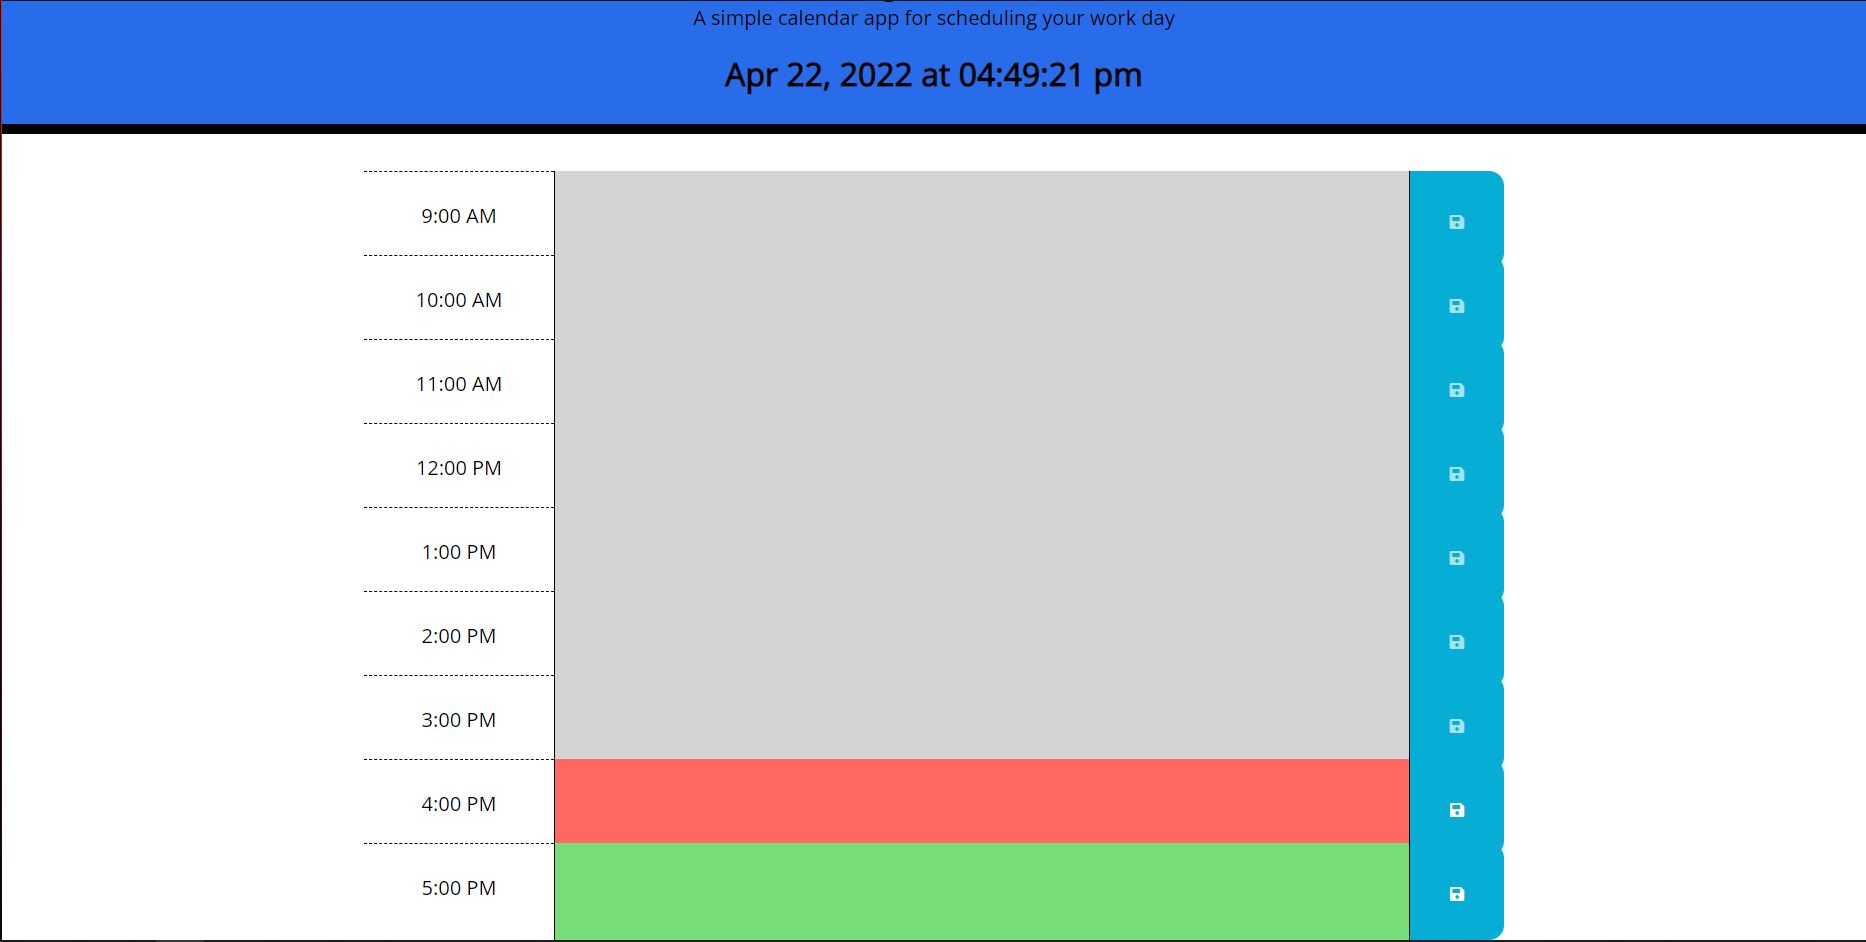 A simple calendar app for scheduling your work day
Apr 22, 2022 at 04:49:21 pm
9:00 AM
10:00 AM
11:00 AM
12:00 PM
1:00 PM
2:00 PM
3:00 PM
4:00 PM
5:00 PM